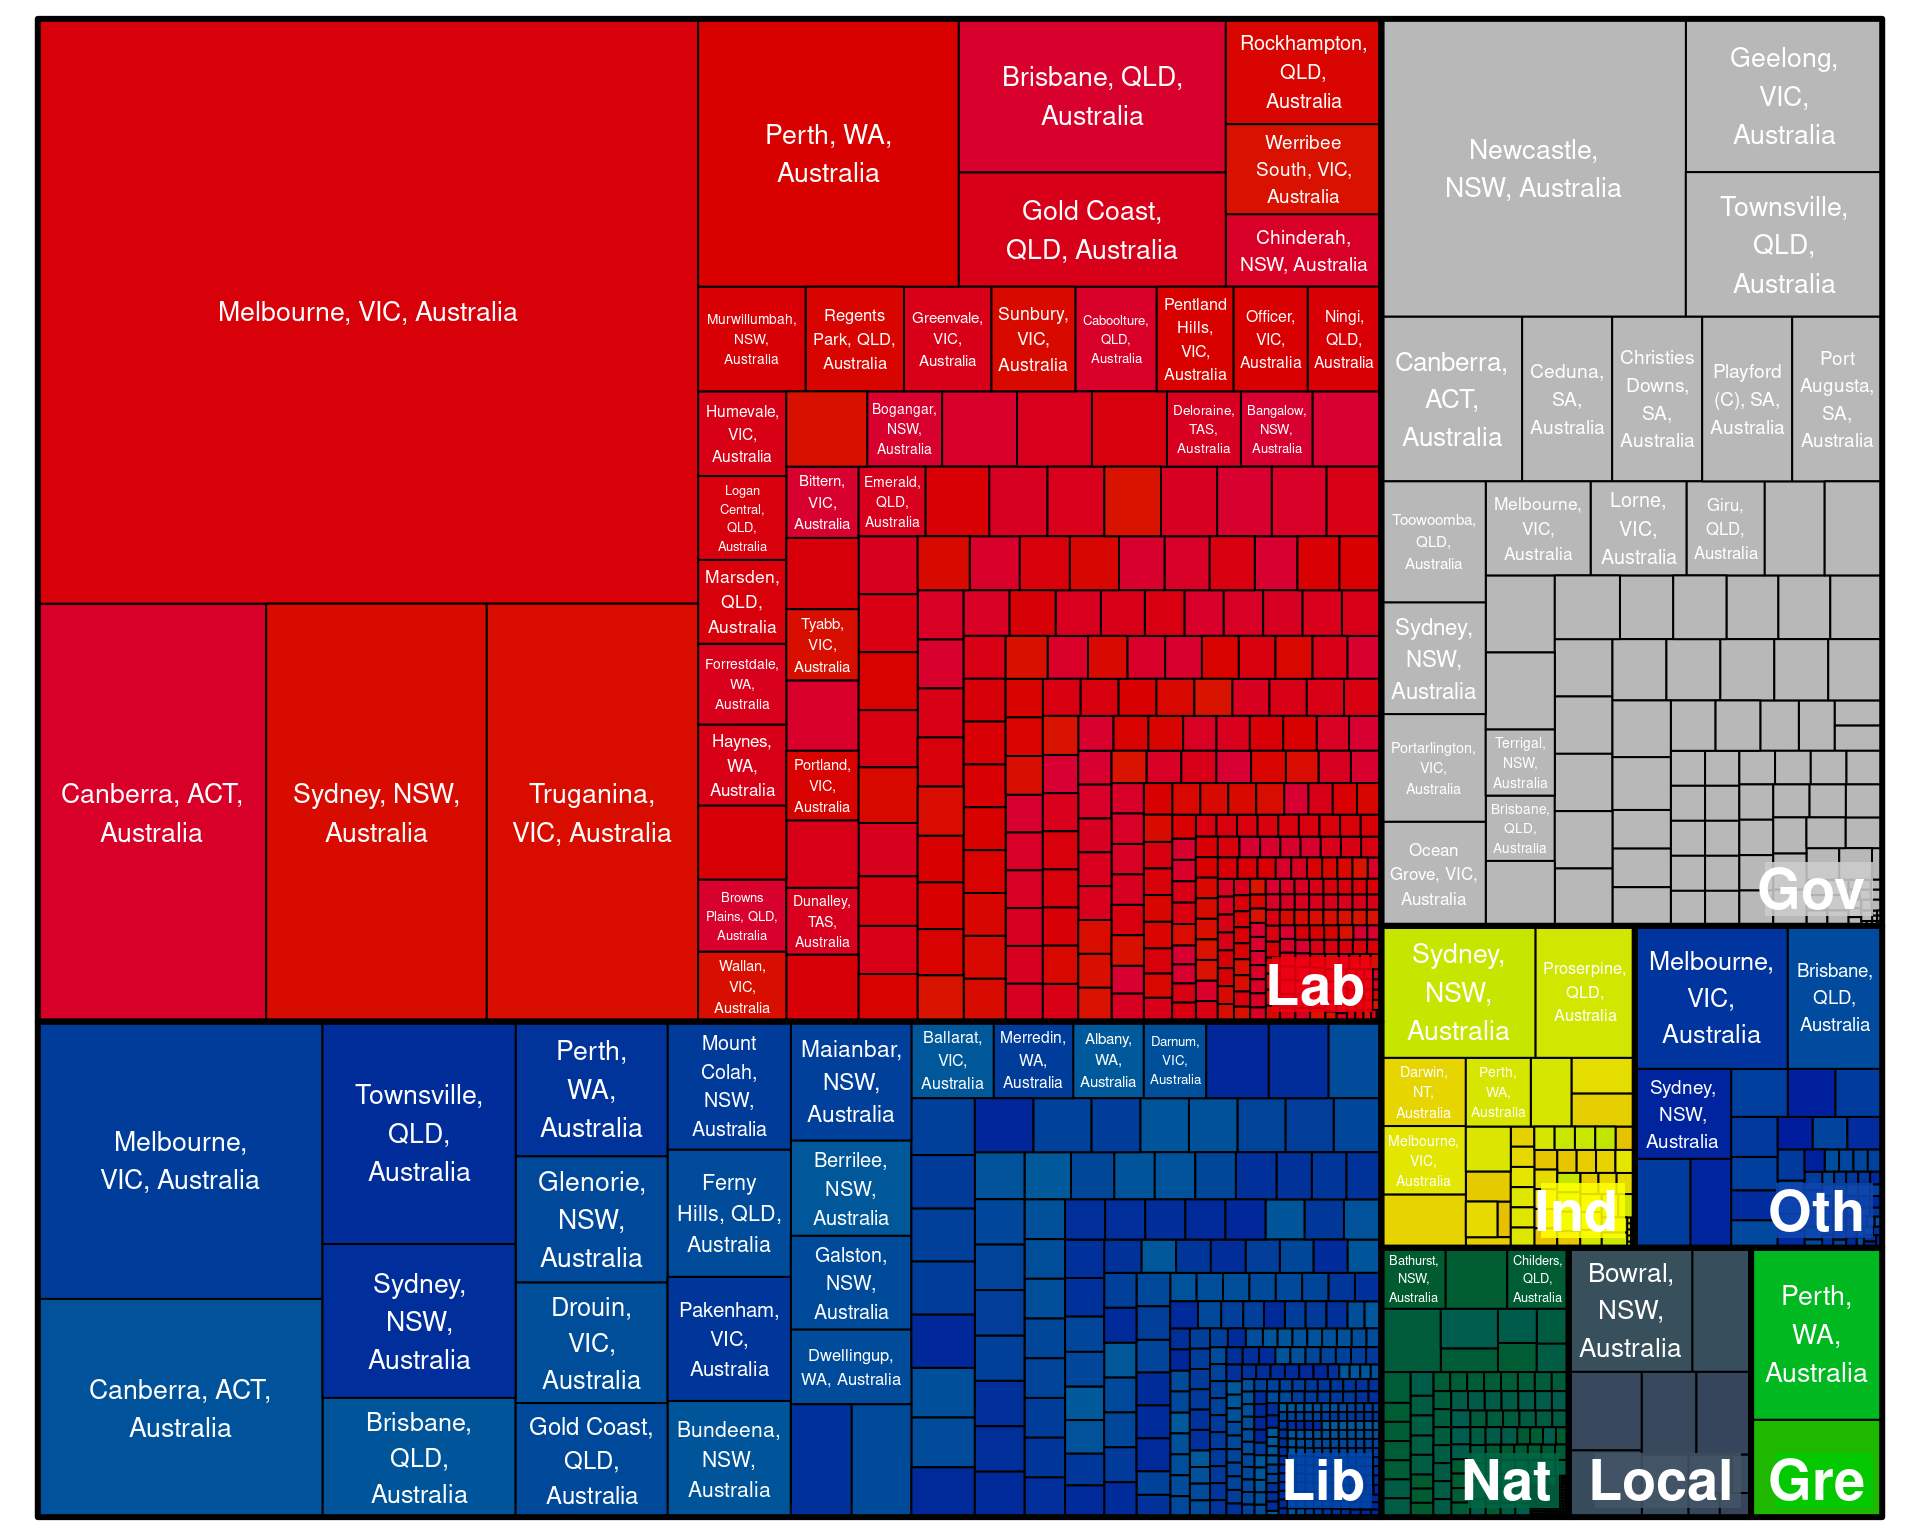 Melbourne, VIC, Australia
Canberra, ACT,
Australia
Sydney, NSW,
Australia
Truganina,
VIC, Australia
Perth, WA,
Australia
Brisbane, QLD,
Australia
Gold Coast,
QLD, Australia
Rockhampton,
QLD,
Australia
Werribee
South, VIC,
Australia
Chinderah,
NSW, Australia
Murwillumbah,
NSW,
Australia
Regents
Park, QLD,
Australia
Greenvale,
VIC,
Australia
Sunbury,
VIC,
Australia
Caboolture,
QLD,
Australia
Pentland
Hills,
VIC,
Australia
Officer,
VIC,
Australia
Ningi,
QLD,
Australia
Humevale,
VIC,
Australia
Logan
Central,
QLD,
Australia
Marsden,
QLD,
Australia
Forrestdale,
WA,
Australia
Haynes,
WA,
Australia
Browns
Plains, QLD,
Australia
Wallan,
VIC,
Australia
Bogangar,
NSW,
Australia
Deloraine,
TAS,
Australia
Bangalow,
NSW,
Australia
Bittern,
VIC,
Australia
Emerald,
QLD,
Australia
Tyabb,
VIC,
Australia
Portland,
VIC,
Australia
Dunalley,
TAS,
Australia
Lab
Newcastle,
NSW, Australia
Geelong,
VIC,
Australia
Townsville,
QLD,
Australia
Canberra,
ACT,
Australia
Ceduna,
SA,
Australia
Christies
Downs,
SA,
Australia
Playford
(C), SA,
Australia
Port
Augusta,
SA,
Australia
Toowoomba,
QLD,
Australia
Melbourne,
VIC,
Australia
Lorne,
VIC,
Australia
Giru,
QLD,
Australia
Sydney,
NSW,
Australia
Portarlington,
VIC,
Australia
Terrigal,
NSW,
Australia
Brisbane,
QLD,
Australia
Ocean
Grove, VIC,
Australia
Gov
Melbourne,
VIC, Australia
Canberra, ACT,
Australia
Townsville,
QLD,
Australia
Sydney,
NSW,
Australia
Brisbane,
QLD,
Australia
Perth,
WA,
Australia
Glenorie,
NSW,
Australia
Drouin,
VIC,
Australia
Gold Coast,
QLD,
Australia
Mount
Colah,
NSW,
Australia
Ferny
Hills, QLD,
Australia
Pakenham,
VIC,
Australia
Bundeena,
NSW,
Australia
Maianbar,
NSW,
Australia
Berrilee,
NSW,
Australia
Galston,
NSW,
Australia
Dwellingup,
WA, Australia
Ballarat,
VIC,
Australia
Merredin,
WA,
Australia
Albany,
WA,
Australia
Darnum,
VIC,
Australia
Lib
Sydney,
NSW,
Australia
Proserpine,
QLD,
Australia
Darwin,
NT,
Australia
Perth,
WA,
Australia
Melbourne,
VIC,
Australia
Ind
Melbourne,
VIC,
Australia
Brisbane,
QLD,
Australia
Sydney,
NSW,
Australia
Oth
Bathurst,
NSW,
Australia
Childers,
QLD,
Australia
Nat
Bowral,
NSW,
Australia
Local
Perth,
WA,
Australia
Gre